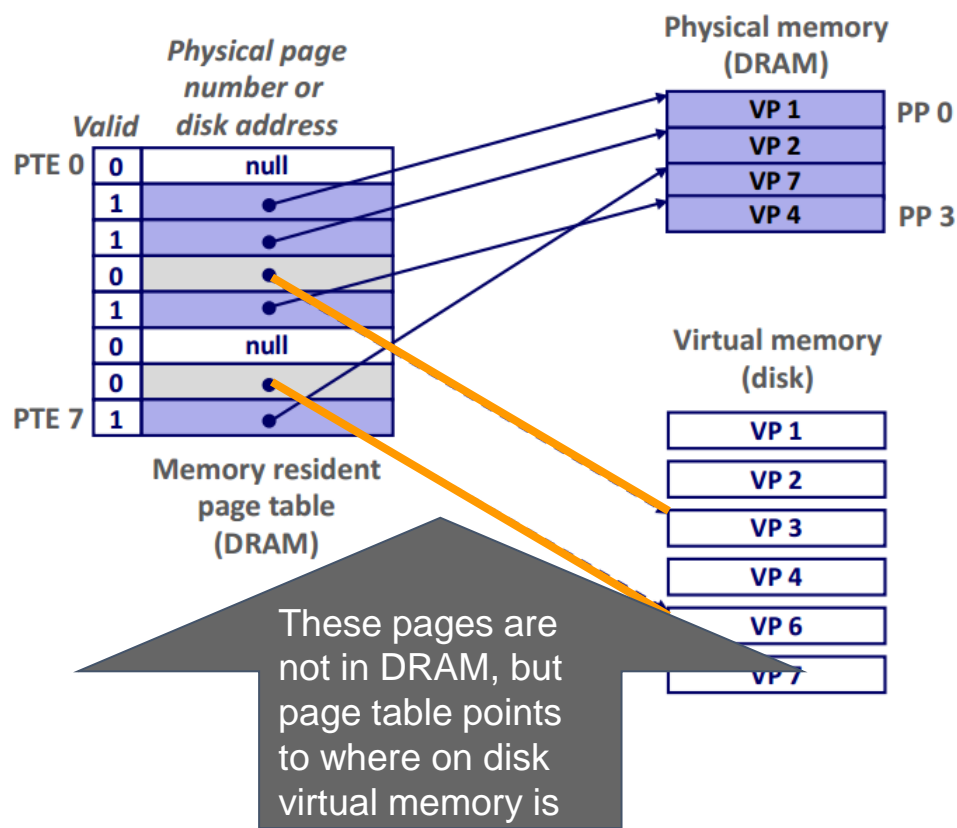 Physical page
number or
disk address
Valid
PTE 0
0
null
1
1
0
1
0
null
0
PTE 7
1
Memory resident
page table
(DRAM)
Physical memory
(DRAM)
VP 1
PP 0
VP 2
VP 7
VP 4
PP 3
Virtual memory
(disk)
VP 1
VP 2
VP 3
VP 4
VP 6
VP 7
These pages are
not in DRAM, but
page table points
to where on disk
virtual memory is